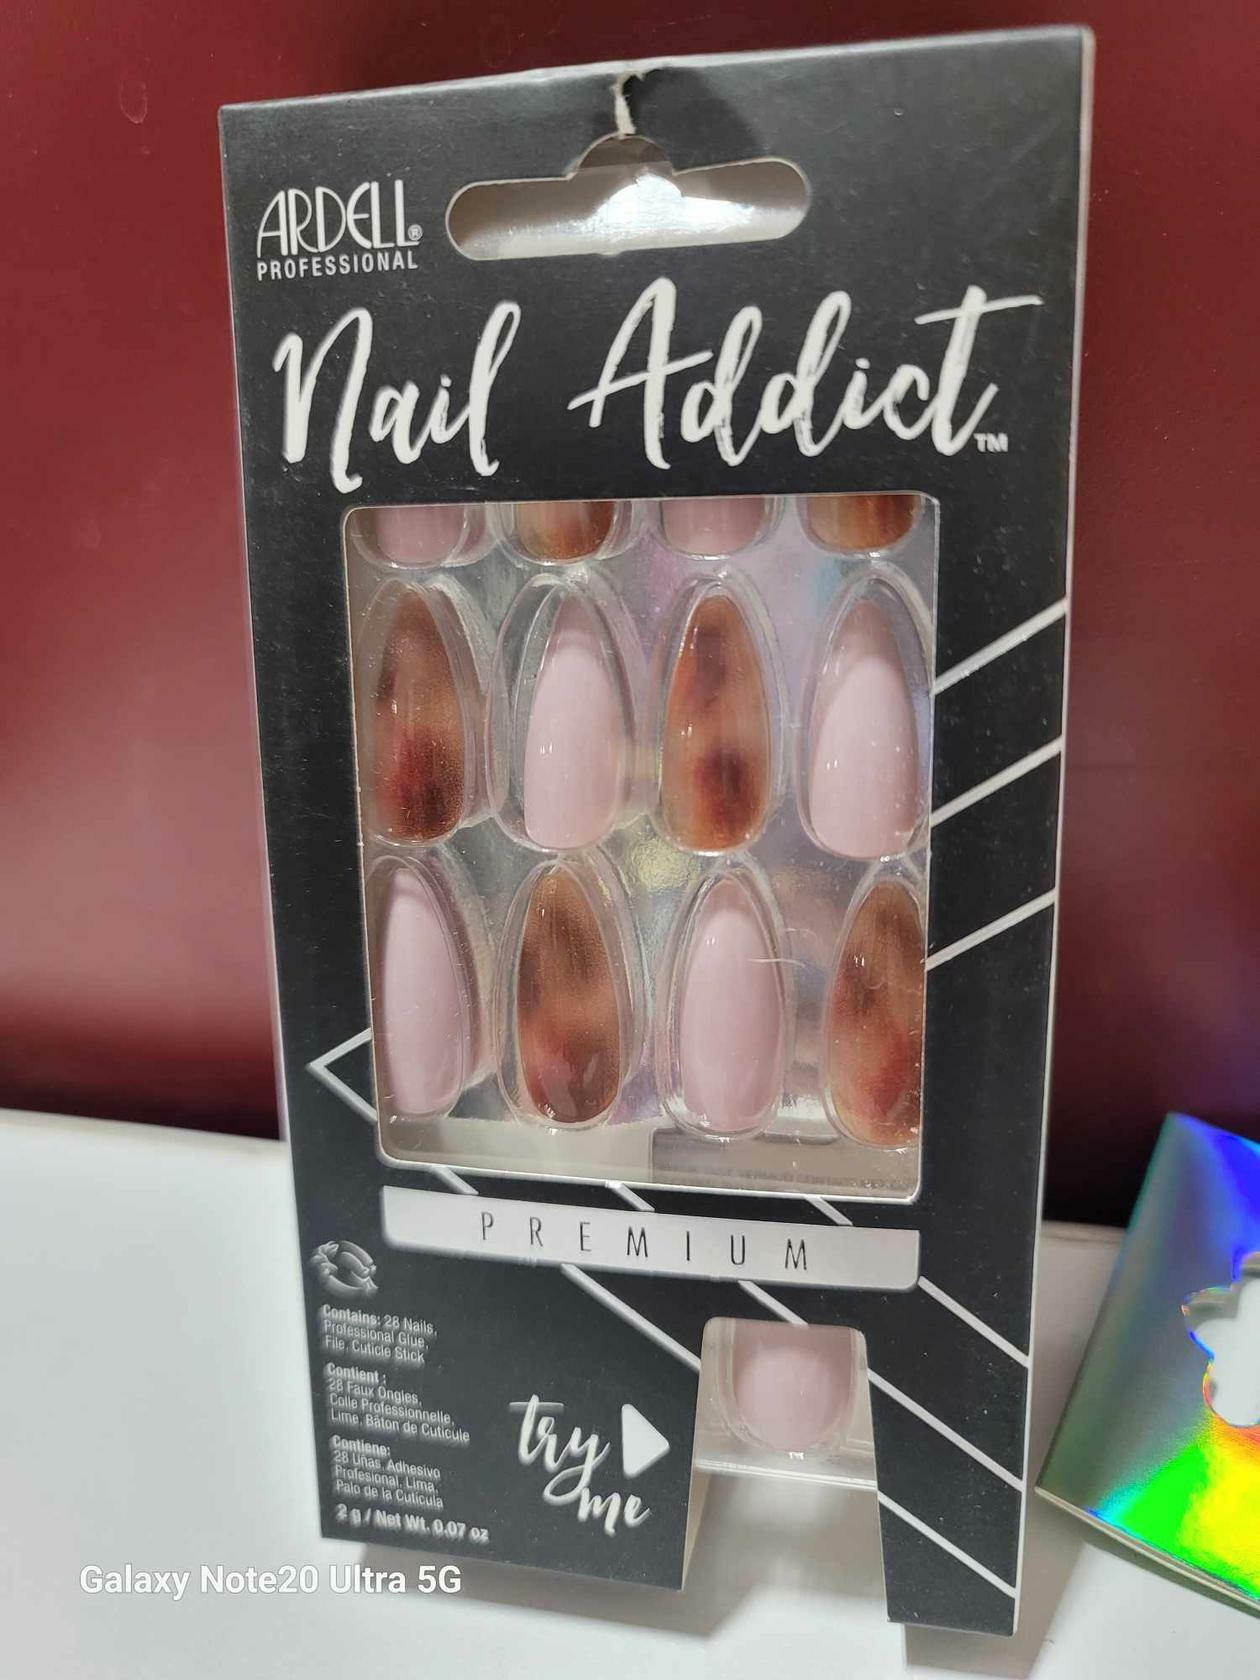 ARDELL®
PROFESSIONAL
Nail Addict™
PREMIUM
Contains: 28 Nails,
Professional Glue,
File, Cuticle Stick
Contient :
28 Faux Ongles,
Colle Professionnelle,
Lime, Bâton de Cuticule
Contiene:
28 Uñas, Adhesivo
Profesional, Lima,
Palo de la Cutícula
2 g / Net Wt. 0.07 oz
try
me
Galaxy Note20 Ultra 5G